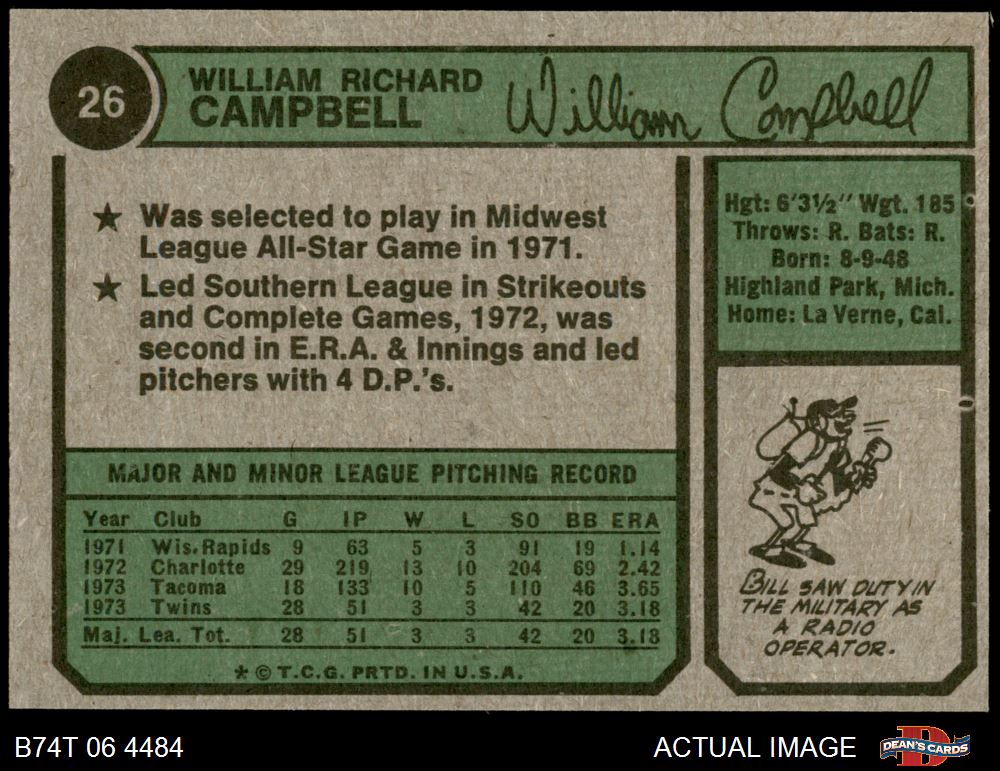 26
WILLIAM RICHARD
CAMPBELL
William Campbell
★ Was selected to play in Midwest
League All-Star Game in 1971.
★ Led Southern League in Strikeouts
and Complete Games, 1972, was
second in E.R.A. & Innings and led
pitchers with 4 D.P.'s.
Hgt: 6'3½" Wgt. 185
Throws: R. Bats: R.
Born: 8-9-48
Highland Park, Mich.
Home: La Verne, Cal.
MAJOR AND MINOR LEAGUE PITCHING RECORD
Year Club G IP W L SO BB ERA
1971 Wis. Rapids 9 63 5 3 91 19 1.14
1972 Charlotte 29 219 13 10 204 69 2.42
1973 Tacoma 18 133 10 5 110 46 3.65
1973 Twins 28 51 3 3 42 20 3.18
Maj. Lea. Tot. 28 51 3 3 42 20 3.18
* © T.C.G. PRTD. IN U.S.A.
BILL SAW DUTY IN
THE MILITARY AS
A RADIO
OPERATOR.
B74T 06 4484
ACTUAL IMAGE
DEAN'S CARDS